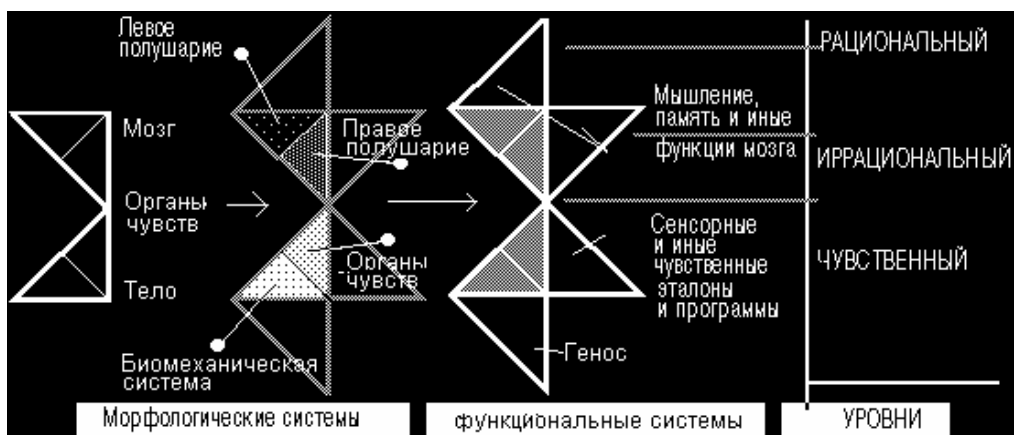 Левое
полушарие
Мозг
Органы
чувств
Тело
Правое
полушарие
Органы
чувств
Биомеханическая
система
Мышление,
память и иные
функции мозга
Сенсорные
и иные
чувственные
эталоны
и программы
Генос
РАЦИОНАЛЬНЫЙ
ИРРАЦИОНАЛЬНЫЙ
ЧУВСТВЕННЫЙ
Морфологические системы
функциональные системы
УРОВНИ